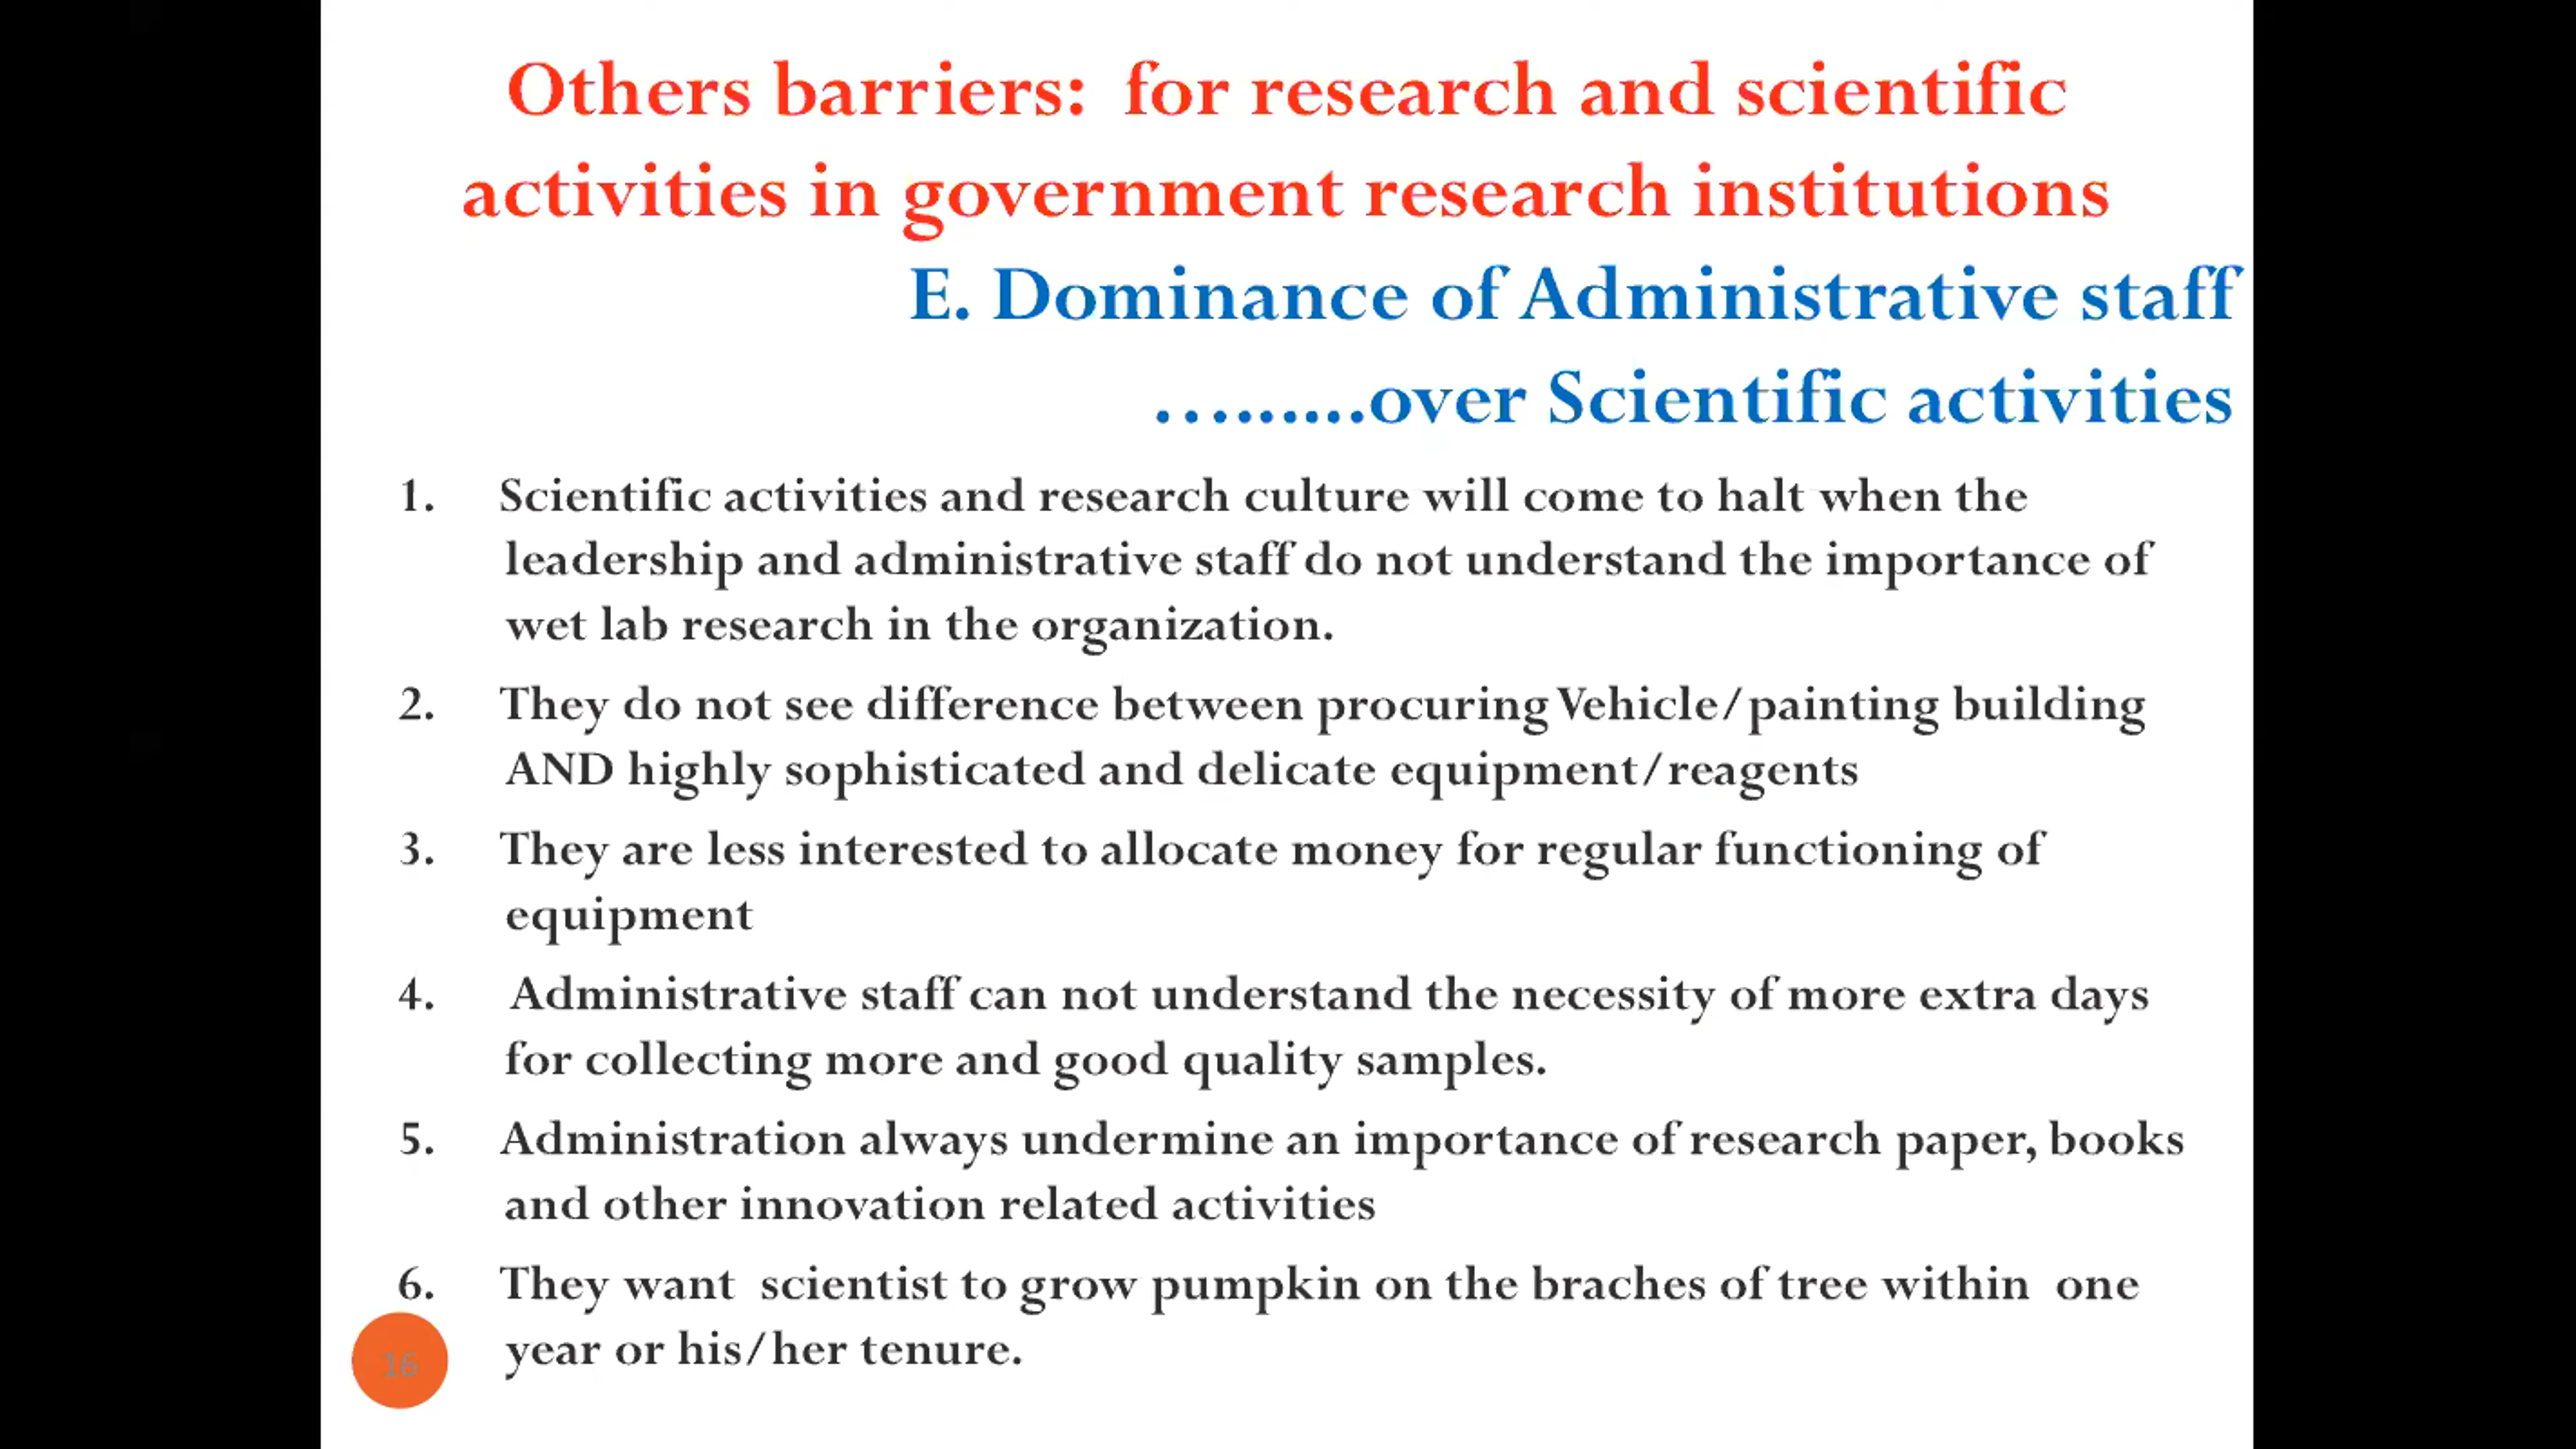 Others barriers: for research and scientific
activities in government research institutions
E. Dominance of Administrative staff
.........over Scientific activities
1. Scientific activities and research culture will come to halt when the
leadership and administrative staff do not understand the importance of
wet lab research in the organization.
2. They do not see difference between procuring Vehicle/painting building
AND highly sophisticated and delicate equipment/reagents
3. They are less interested to allocate money for regular functioning of
equipment
4. Administrative staff can not understand the necessity of more extra days
for collecting more and good quality samples.
5. Administration always undermine an importance of research paper, books
and other innovation related activities
6. They want scientist to grow pumpkin on the braches of tree within one
year or his/her tenure.
16